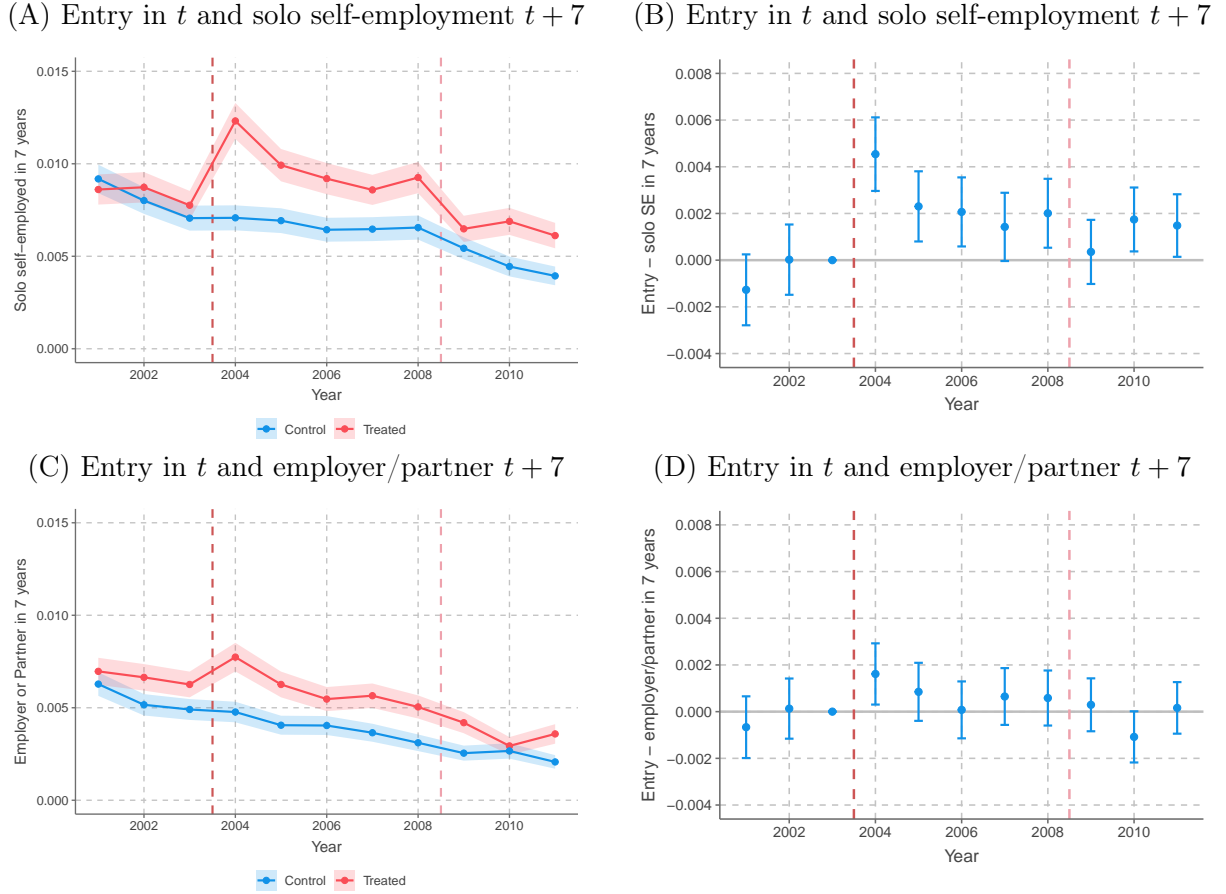 (A) Entry in t and solo self-employment t + 7
0.015
0.010
0.005
0.000
Solo self−employed in 7 years
2002 2004 2006 2008 2010
Year
Control Treated
(B) Entry in t and solo self-employment t + 7
0.008
0.006
0.004
0.002
0.000
−0.002
−0.004
Entry − solo SE in 7 years
2002 2004 2006 2008 2010
Year
(C) Entry in t and employer/partner t + 7
0.015
0.010
0.005
0.000
Employer or Partner in 7 years
2002 2004 2006 2008 2010
Year
Control Treated
(D) Entry in t and employer/partner t + 7
0.008
0.006
0.004
0.002
0.000
−0.002
−0.004
Entry − employer/partner in 7 years
2002 2004 2006 2008 2010
Year